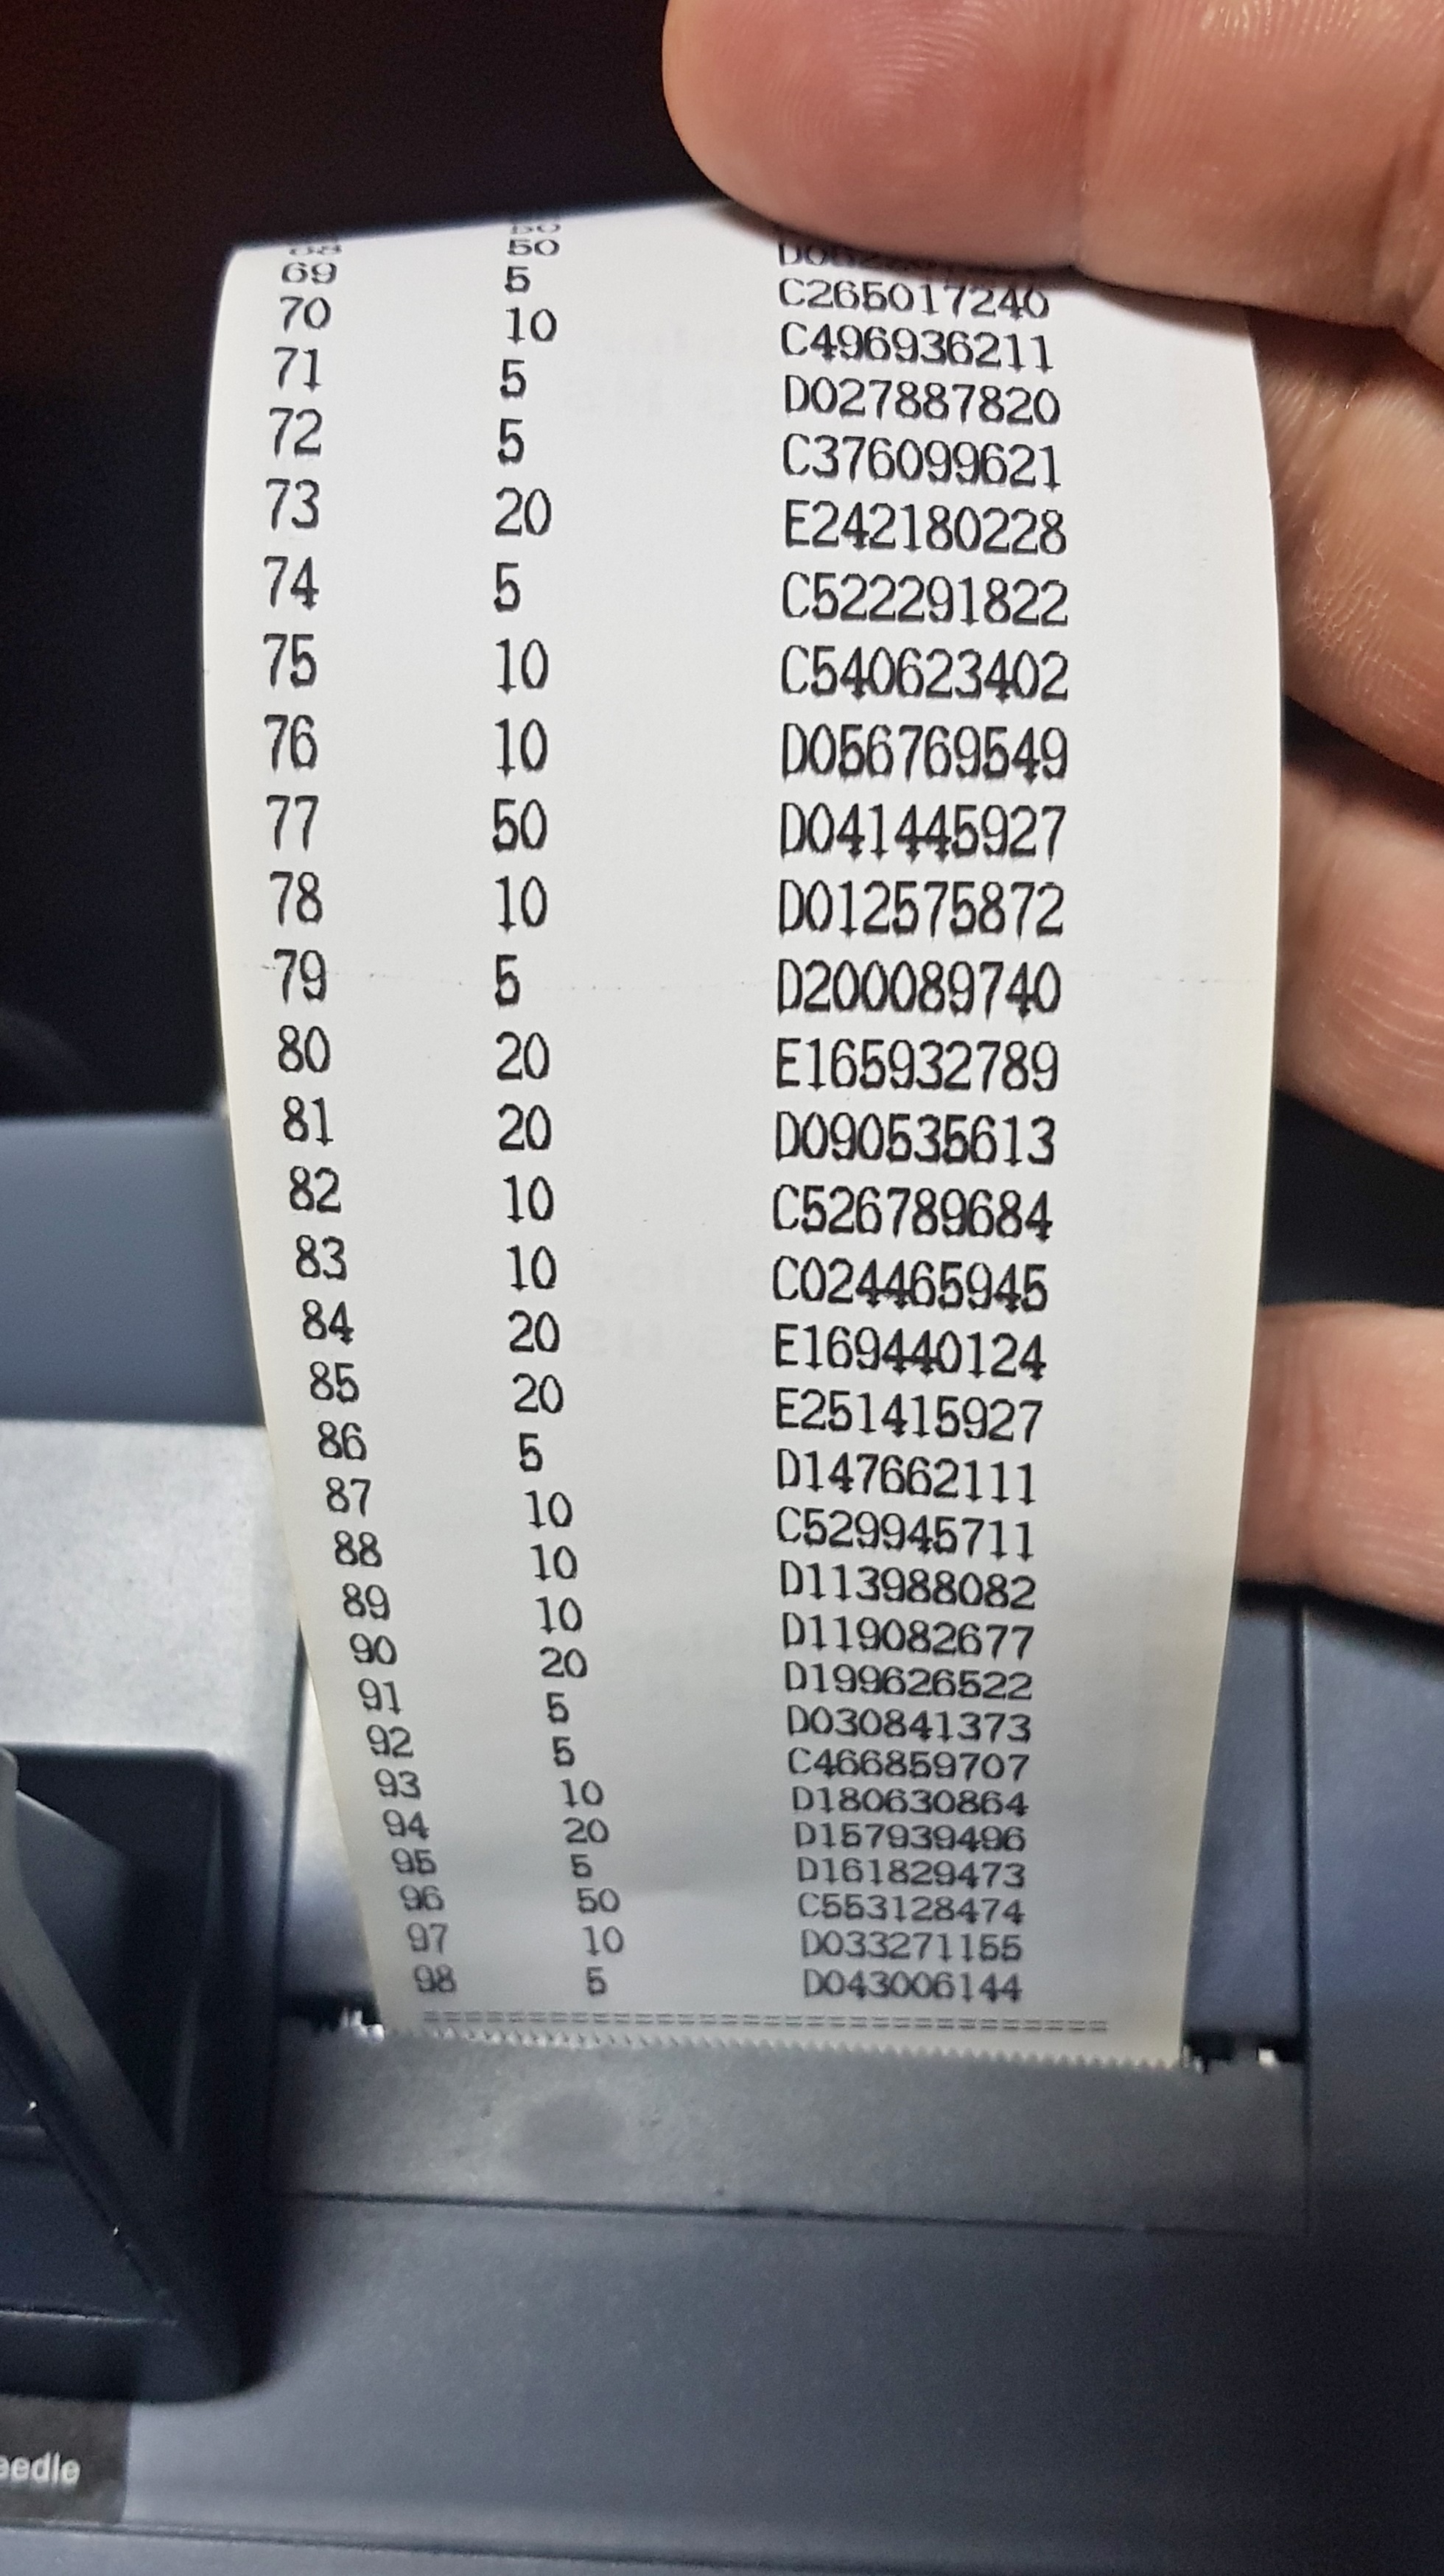 50
68 50
69 5 C265017240
70 10 C496936211
71 5 D027887820
72 5 C376099621
73 20 E242180228
74 5 C522291822
75 10 C540623402
76 10 D056769549
77 50 D041445927
78 10 D012575872
79 5 D200089740
80 20 E165932789
81 20 D090535613
82 10 C526789684
83 10 C024465945
84 20 E169440124
85 20 E251415927
86 5 D147662111
87 10 C529945711
88 10 D113988082
89 10 D119082677
90 20 D199626522
91 5 D030841373
92 5 C466859707
93 10 D180630864
94 20 D157939496
95 5 D161829473
96 50 C553128474
97 10 D033271155
98 5 D043006144
================================
eedle